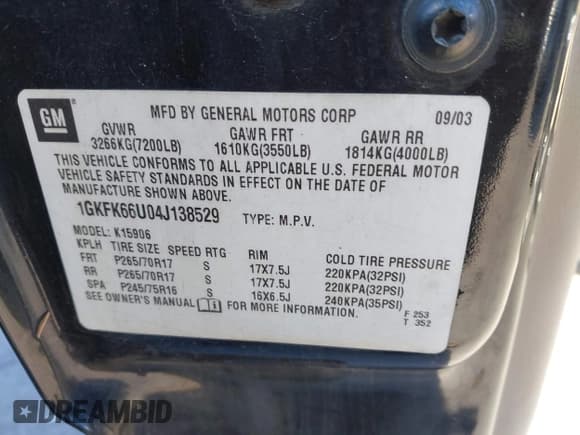 GM
MFD BY GENERAL MOTORS CORP 09/03
GVWR GAWR FRT GAWR RR
3266KG(7200LB) 1610KG(3550LB) 1814KG(4000LB)
THIS VEHICLE CONFORMS TO ALL APPLICABLE U.S. FEDERAL MOTOR
VEHICLE SAFETY STANDARDS IN EFFECT ON THE DATE OF
MANUFACTURE SHOWN ABOVE.
1GKFK66U04J138529 TYPE: M.P.V.
MODEL: K15906
KPLH TIRE SIZE SPEED RTG RIM COLD TIRE PRESSURE
FRT P265/70R17 S 17X7.5J 220KPA(32PSI)
RR P265/70R17 S 17X7.5J 220KPA(32PSI)
SPA P245/75R16 S 16X6.5J 240KPA(35PSI)
SEE OWNER'S MANUAL FOR MORE INFORMATION.
F 253
T 352
DREAMBID